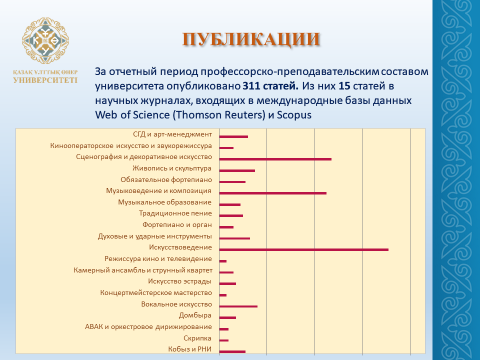 ҚАЗАҚ ҰЛТТЫҚ ӨНЕР
УНИВЕРСИТЕТІ
ПУБЛИКАЦИИ
За отчетный период профессорско-преподавательским составом
университета опубликовано 311 статей. Из них 15 статей в
научных журналах, входящих в международные базы данных
Web of Science (Thomson Reuters) и Scopus
СГД и арт-менеджмент
Кинооператорское искусство и звукорежиссура
Сценография и декоративное искусство
Живопись и скульптура
Обязательное фортепиано
Музыковедение и композиция
Музыкальное образование
Традиционное пение
Фортепиано и орган
Духовые и ударные инструменты
Искусствоведение
Режиссура кино и телевидение
Камерный ансамбль и струнный квартет
Искусство эстрады
Концертмейстерское мастерство
Вокальное искусство
Домбыра
АВАК и оркестровое дирижирование
Скрипка
Кобыз и РНИ